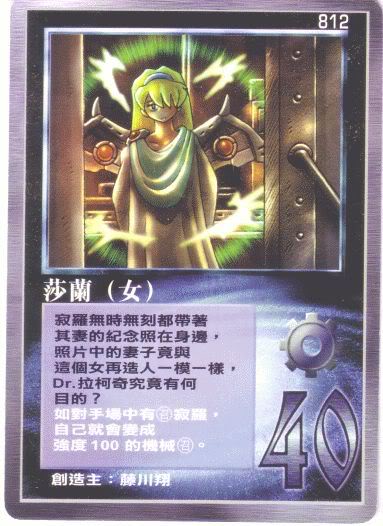 812
莎蘭（女）
寂羅無時無刻都帶著
其妻的紀念照在身邊，
照片中的妻子竟與
這個女再造人一模一樣，
Dr.拉柯奇究竟有何
目的？
如對手場中有㊁寂羅，
自己就會變成
強度100的機械㊁。
40
創造主：藤川翔